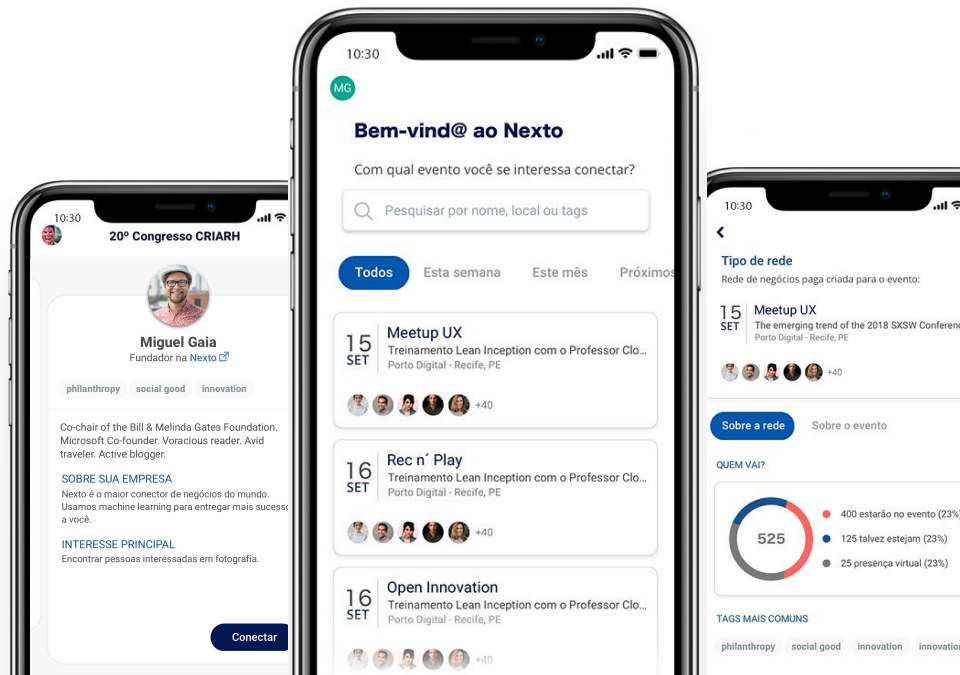 10:30
20º Congresso CRIARH
Miguel Gaia
Fundador na Nexto
philanthropy social good innovation
Co-chair of the Bill & Melinda Gates Foundation.
Microsoft Co-founder. Voracious reader. Avid
traveler. Active blogger.
SOBRE SUA EMPRESA
Nexto é o maior conector de negócios do mundo.
Usamos machine learning para entregar mais sucesso
a você.
INTERESSE PRINCIPAL
Encontrar pessoas interessadas em fotografia.
Conectar
10:30
MG
Bem-vind@ ao Nexto
Com qual evento você se interessa conectar?
Pesquisar por nome, local ou tags
Todos Esta semana Este mês Próximos
15 SET
Meetup UX
Treinamento Lean Inception com o Professor Clo...
Porto Digital - Recife, PE
+40
16 SET
Rec n´ Play
Treinamento Lean Inception com o Professor Clo...
Porto Digital - Recife, PE
+40
16 SET
Open Innovation
Treinamento Lean Inception com o Professor Clo...
Porto Digital - Recife, PE
+40
10:30
Tipo de rede
Rede de negócios paga criada para o evento:
15 SET
Meetup UX
The emerging trend of the 2018 SXSW Conferenc
Porto Digital - Recife, PE
+40
Sobre a rede Sobre o evento
QUEM VAI?
525
400 estarão no evento (23%)
125 talvez estejam (23%)
25 presença virtual (23%)
TAGS MAIS COMUNS
philanthropy social good innovation innovation